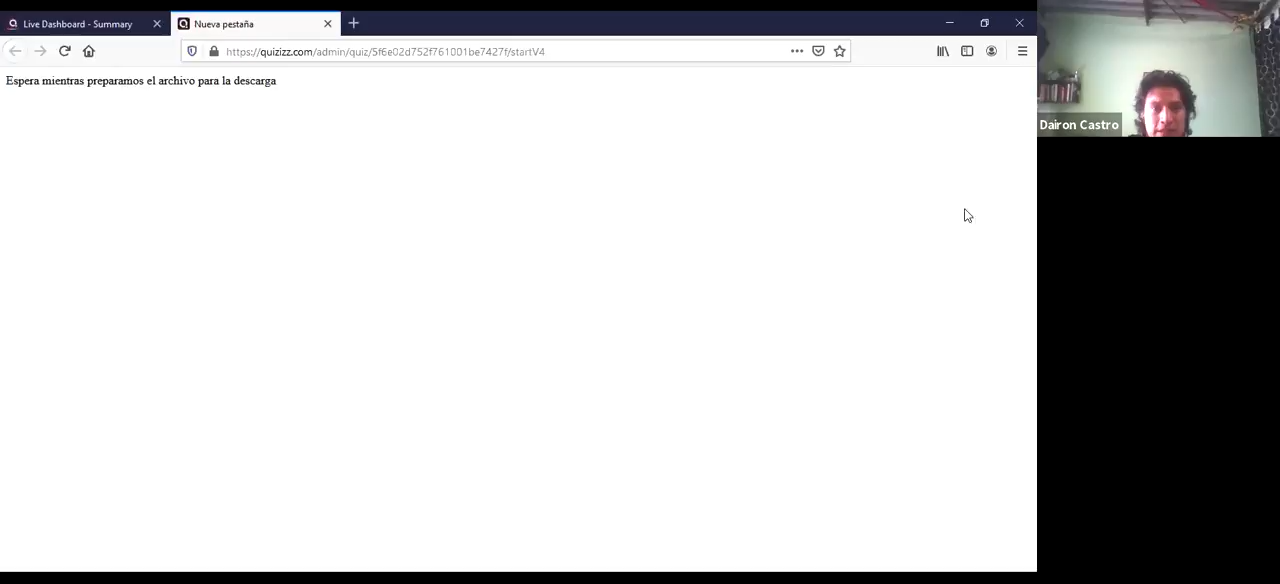 Live Dashboard - Summary
Nueva pestaña
https://quizizz.com/admin/quiz/5f6e02d752f761001be7427f/startV4
Espera mientras preparamos el archivo para la descarga
Dairon Castro